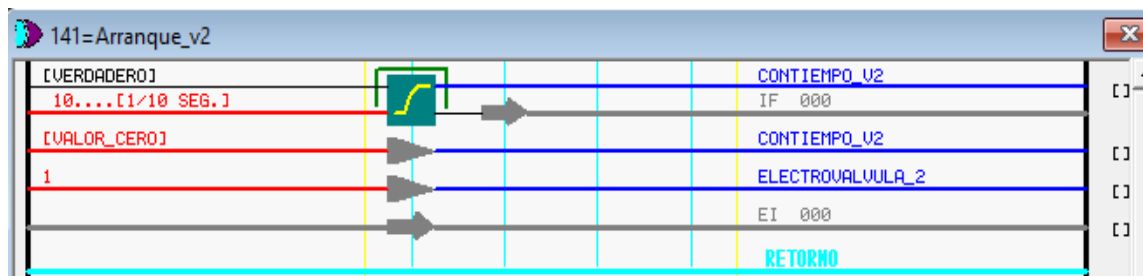 141=Arranque_v2
[VERDADERO] CONTIEMPO_V2
10....[1/10 SEG.] IF 000
[VALOR_CERO] CONTIEMPO_V2
1 ELECTROVALVULA_2
EI 000
RETORNO